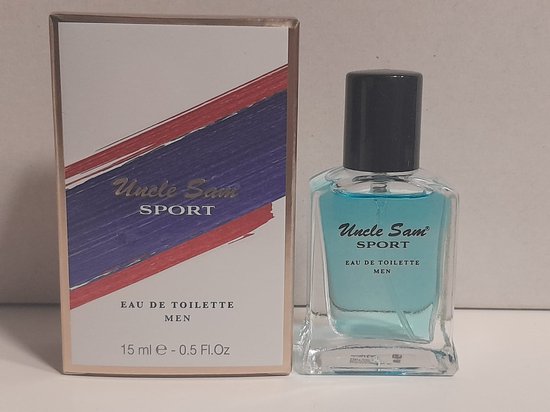 Uncle Sam®
SPORT
EAU DE TOILETTE
MEN
15 ml ℮ - 0.5 Fl.Oz
Uncle Sam®
SPORT
EAU DE TOILETTE
MEN